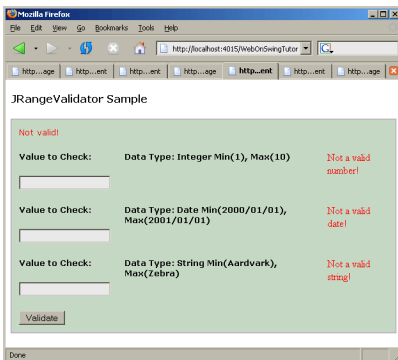 Mozilla Firefox
File Edit View Go Bookmarks Tools Help
http://localhost:4015/WebOnSwingTutor
http...age http...ent http...ent http...age http...ent http...ent http...age
JRangeValidator Sample
Not valid!
Value to Check: Data Type: Integer Min(1), Max(10) Not a valid
number!
Value to Check: Data Type: Date Min(2000/01/01), Not a valid
Max(2001/01/01) date!
Value to Check: Data Type: String Min(Aardvark), Not a valid
Max(Zebra) string!
Validate
Done